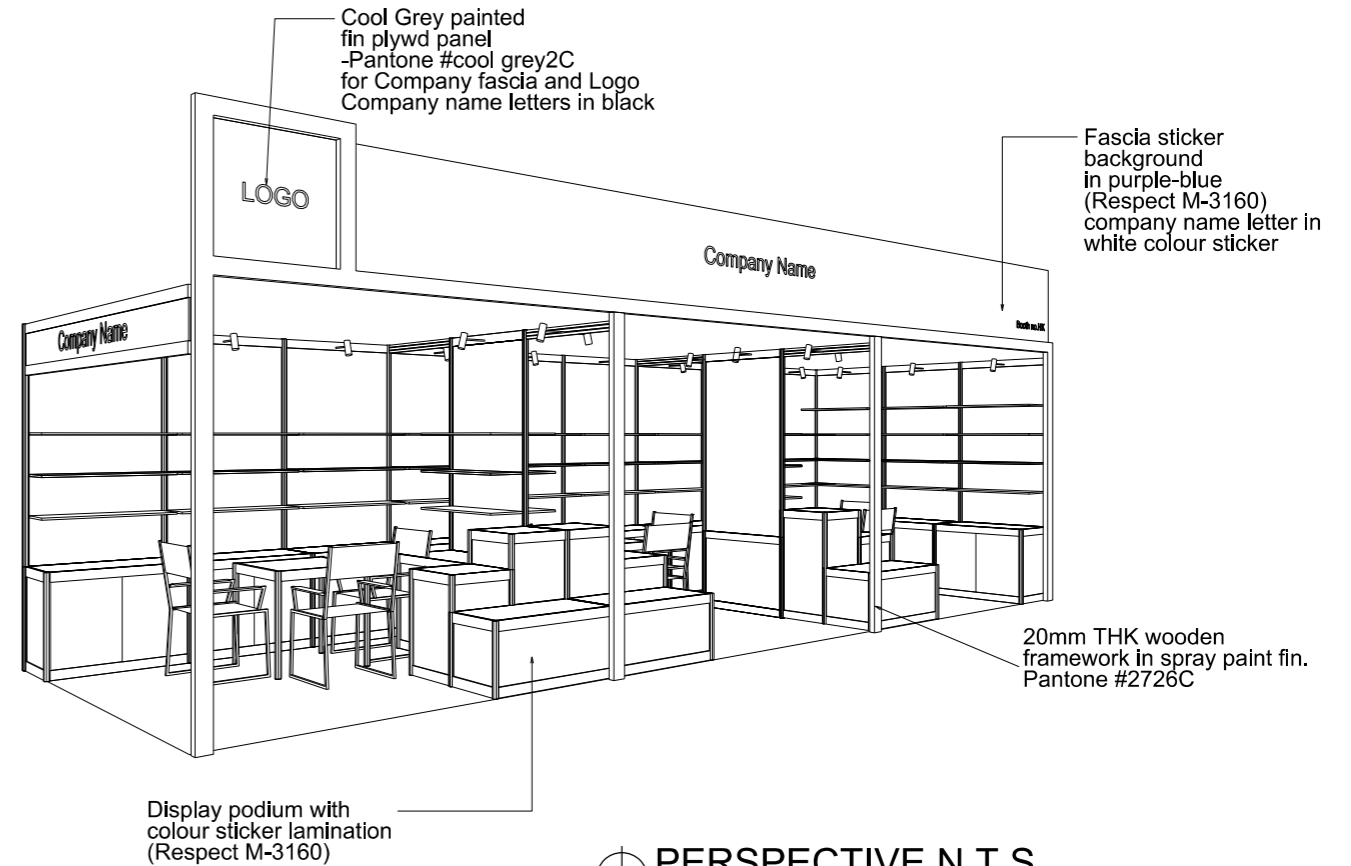 Cool Grey painted
fin plywd panel
-Pantone #cool grey2C
for Company fascia and Logo
Company name letters in black
Fascia sticker
background
in purple-blue
(Respect M-3160)
company name letter in
white colour sticker
LOGO
Company Name
Booth no.HK
Company Name
20mm THK wooden
framework in spray paint fin.
Pantone #2726C
Display podium with
colour sticker lamination
(Respect M-3160)
PERSPECTIVE N.T.S.